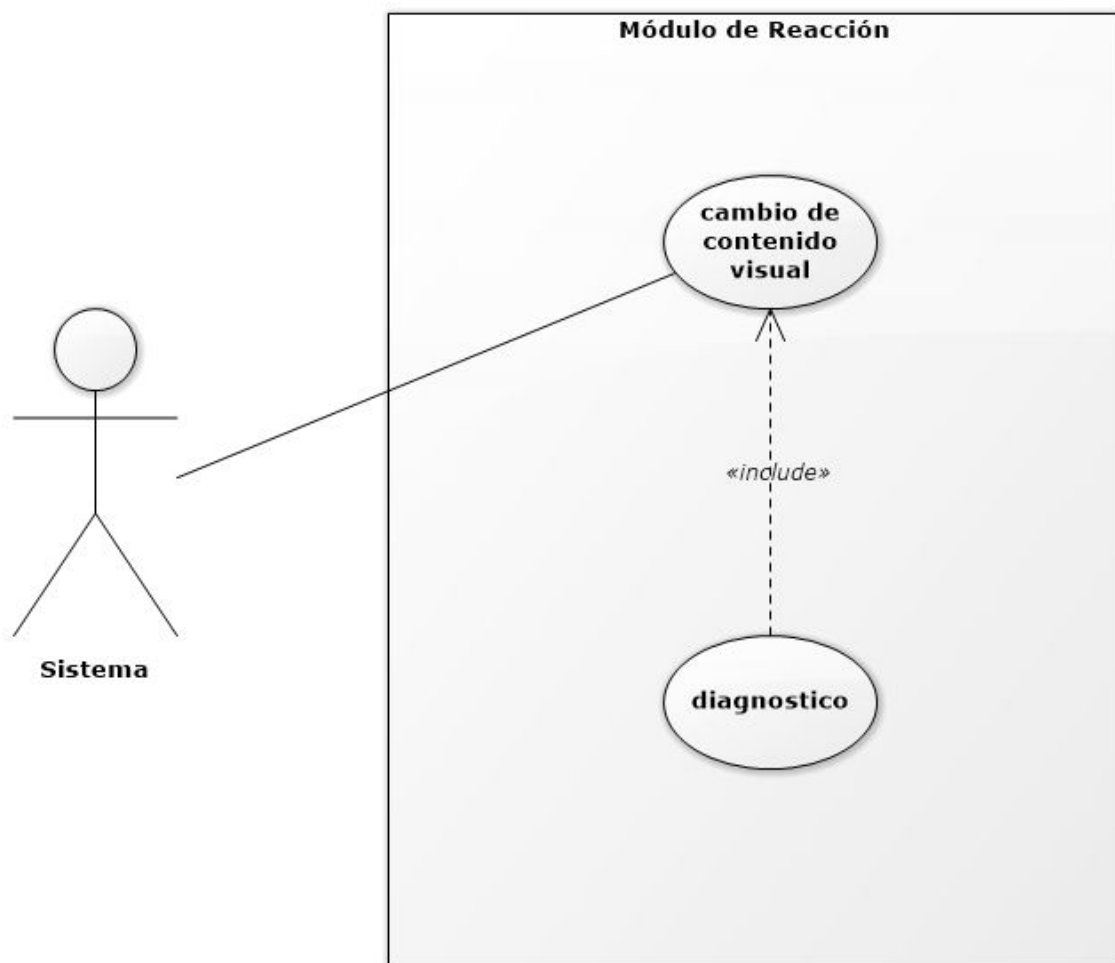 Módulo de Reacción
cambio de
contenido
visual
«include»
Sistema
diagnostico